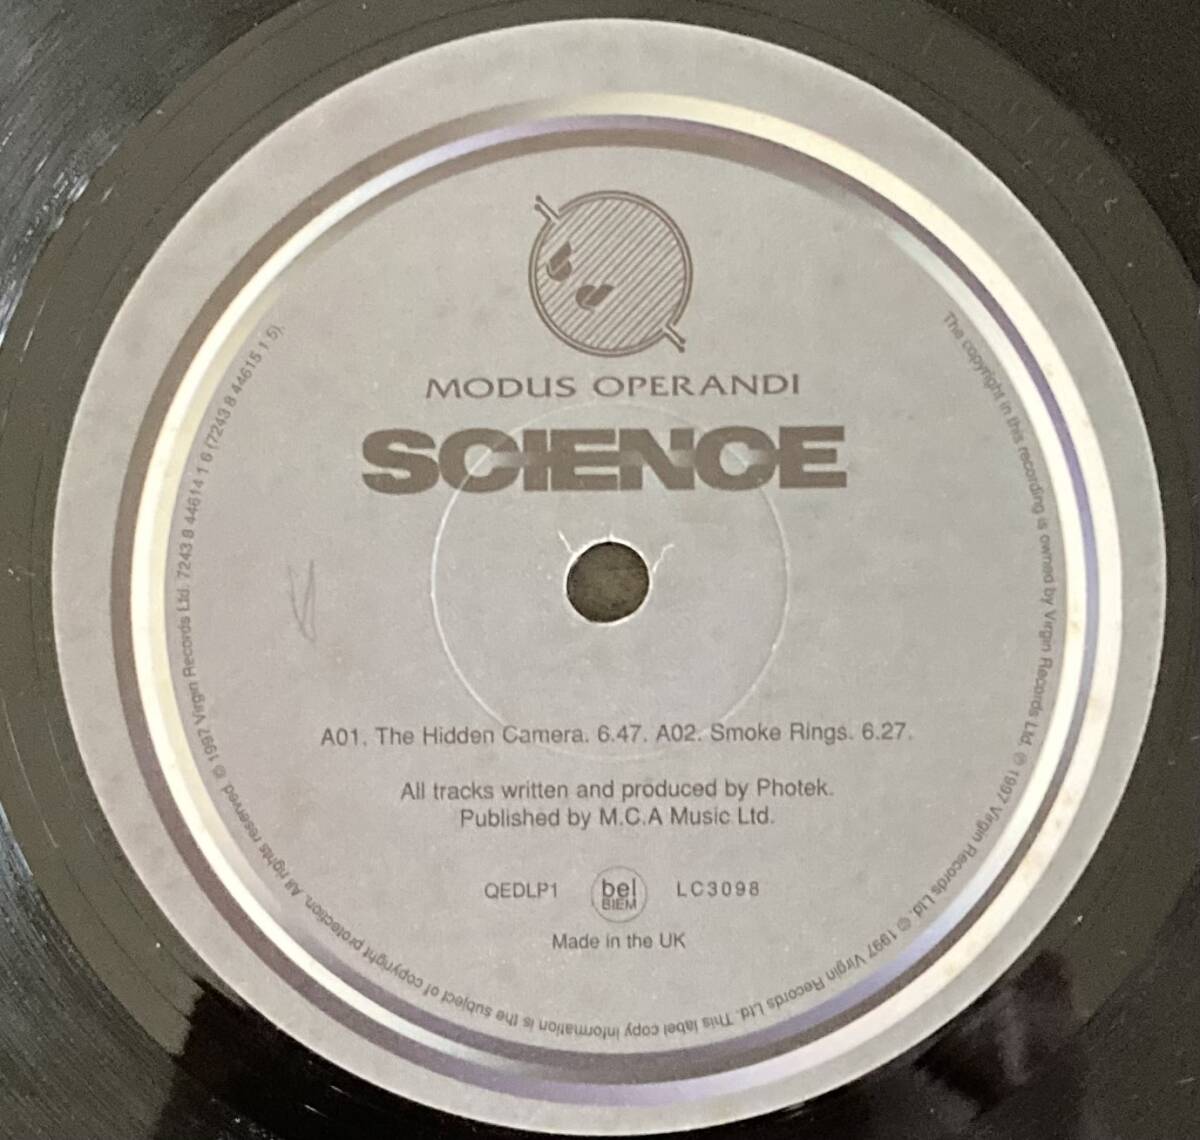 MODUS OPERANDI
SCIENCE
A01. The Hidden Camera. 6.47. A02. Smoke Rings. 6.27.
All tracks written and produced by Photek.
Published by M.C.A Music Ltd.
QEDLP1 bel BIEM LC3098
Made in the UK
The copyright in this recording is owned by Virgin Records Ltd. ℗ 1997 Virgin Records Ltd. © 1997 Virgin Records Ltd. This label copy information is the subject of copyright protection. All rights reserved. © 1997 Virgin Records Ltd. 7243 8 44614 1 6 (7243 8 44615 1 5).